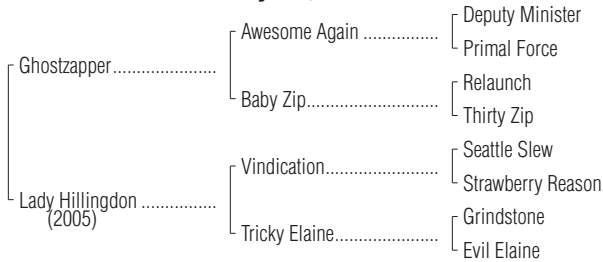 Deputy Minister
Awesome Again ................
Primal Force
Ghostzapper......................
Relaunch
Baby Zip............................
Thirty Zip
Seattle Slew
Vindication........................
Strawberry Reason
Lady Hillingdon ................
(2005)
Grindstone
Tricky Elaine......................
Evil Elaine